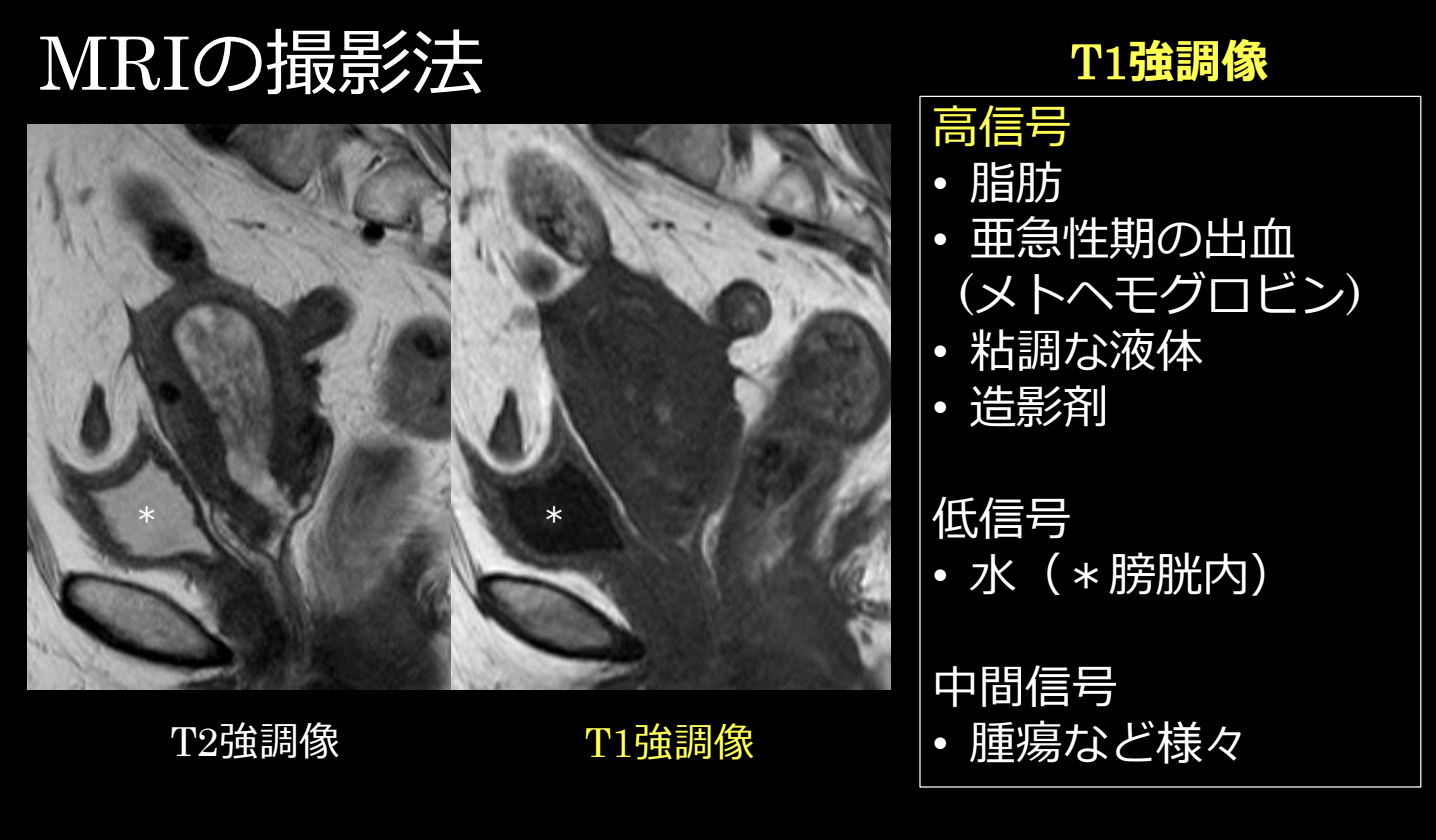 MRIの撮影法
*
*
T2強調像
T1強調像
T1強調像
高信号
• 脂肪
• 亜急性期の出血
(メトヘモグロビン)
• 粘調な液体
• 造影剤
低信号
• 水（＊膀胱内）
中間信号
• 腫瘍など様々